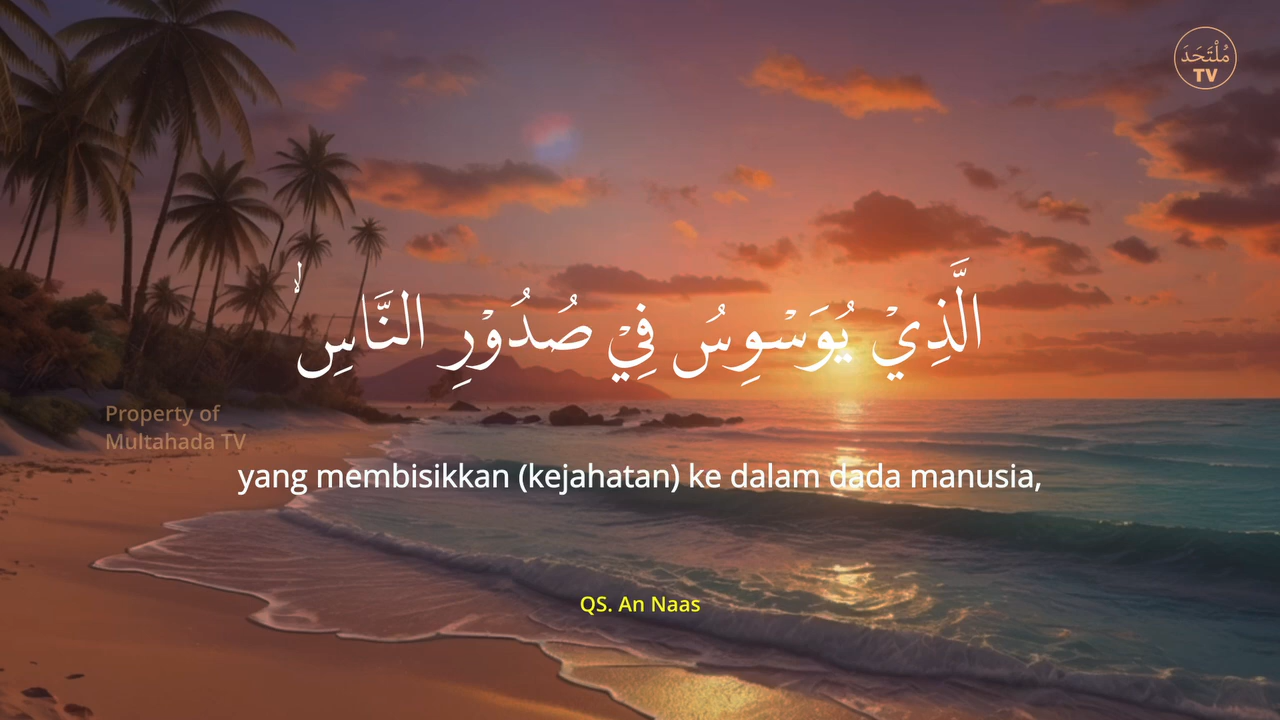 مُلْتَحَدَ
TV
الَّذِيْ يُوَسْوِسُ فِيْ صُدُوْرِ النَّاسِۙ
Property of
Multahada TV
yang membisikkan (kejahatan) ke dalam dada manusia,
QS. An Naas